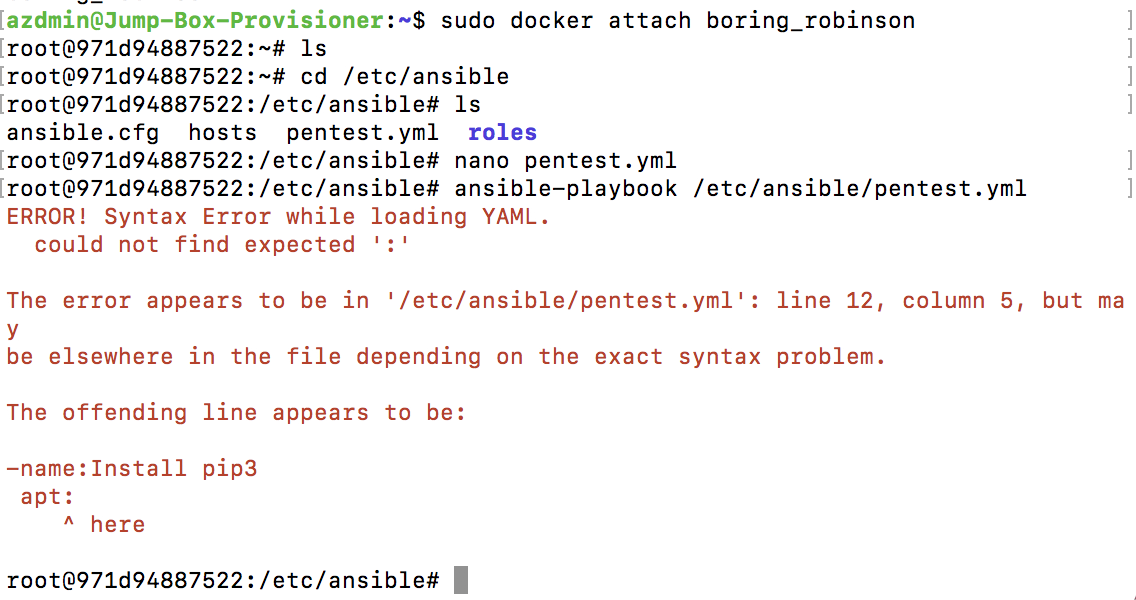 azdmin@Jump-Box-Provisioner:~$ sudo docker attach boring_robinson
root@971d94887522:~# ls
root@971d94887522:~# cd /etc/ansible
root@971d94887522:/etc/ansible# ls
ansible.cfg  hosts  pentest.yml  roles
root@971d94887522:/etc/ansible# nano pentest.yml
root@971d94887522:/etc/ansible# ansible-playbook /etc/ansible/pentest.yml
ERROR! Syntax Error while loading YAML.
  could not find expected ':'

The error appears to be in '/etc/ansible/pentest.yml': line 12, column 5, but ma
y
be elsewhere in the file depending on the exact syntax problem.

The offending line appears to be:

-name:Install pip3
 apt:
    ^ here

root@971d94887522:/etc/ansible#